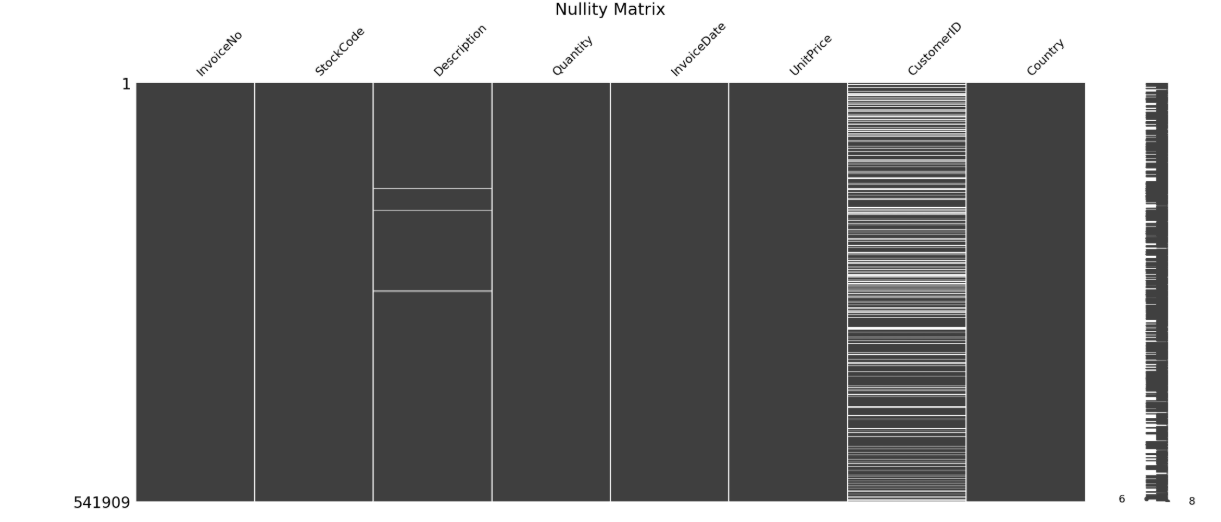 Nullity Matrix
InvoiceNo
StockCode
Description
Quantity
InvoiceDate
UnitPrice
CustomerID
Country
1
541909
6
8